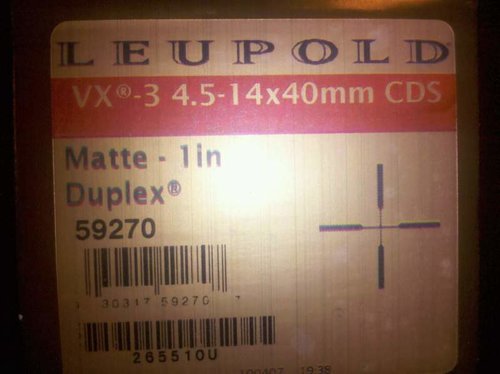 LEUPOLD
VX®-3 4.5-14x40mm CDS
Matte - 1in
Duplex®
59270
30317 59270
265510U